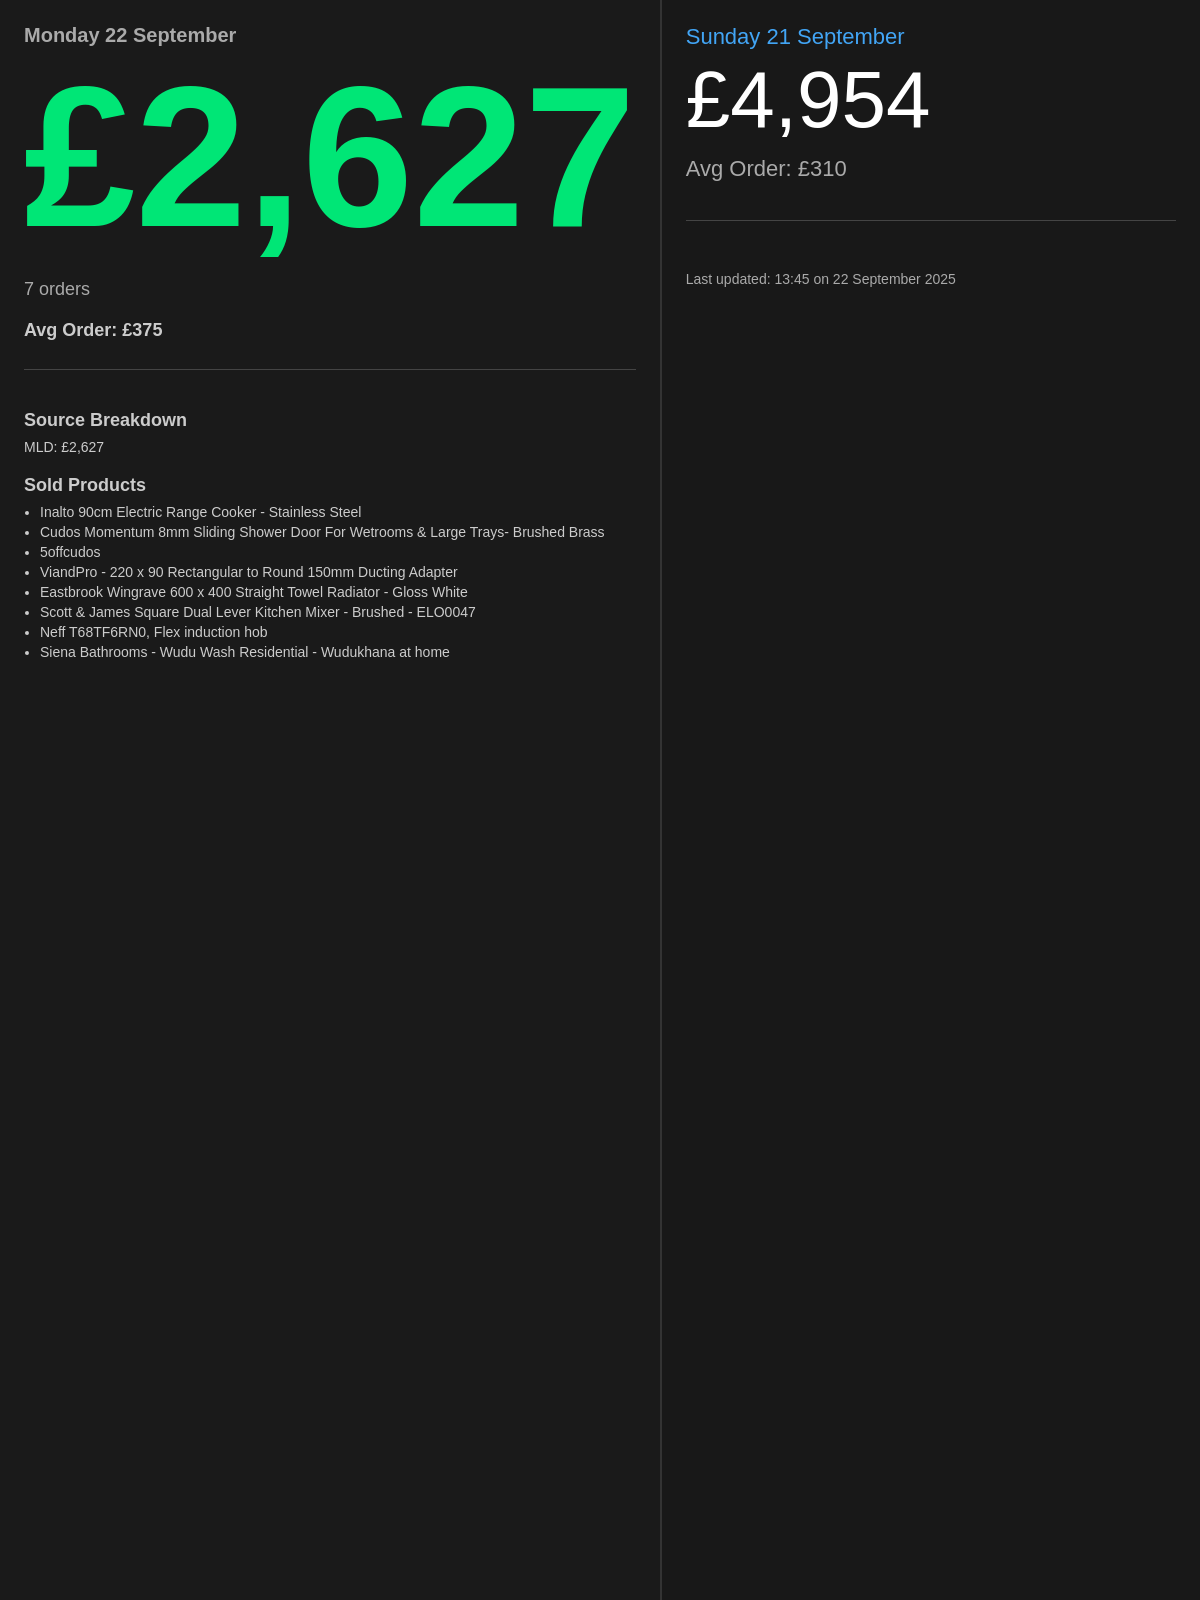 Monday 22 September
£2,627
7 orders
Avg Order: £375
Source Breakdown
MLD: £2,627
Sold Products
• Inalto 90cm Electric Range Cooker - Stainless Steel
• Cudos Momentum 8mm Sliding Shower Door For Wetrooms & Large Trays- Brushed Brass
• 5offcudos
• ViandPro - 220 x 90 Rectangular to Round 150mm Ducting Adapter
• Eastbrook Wingrave 600 x 400 Straight Towel Radiator - Gloss White
• Scott & James Square Dual Lever Kitchen Mixer - Brushed - ELO0047
• Neff T68TF6RN0, Flex induction hob
• Siena Bathrooms - Wudu Wash Residential - Wudukhana at home
Sunday 21 September
£4,954
Avg Order: £310
Last updated: 13:45 on 22 September 2025